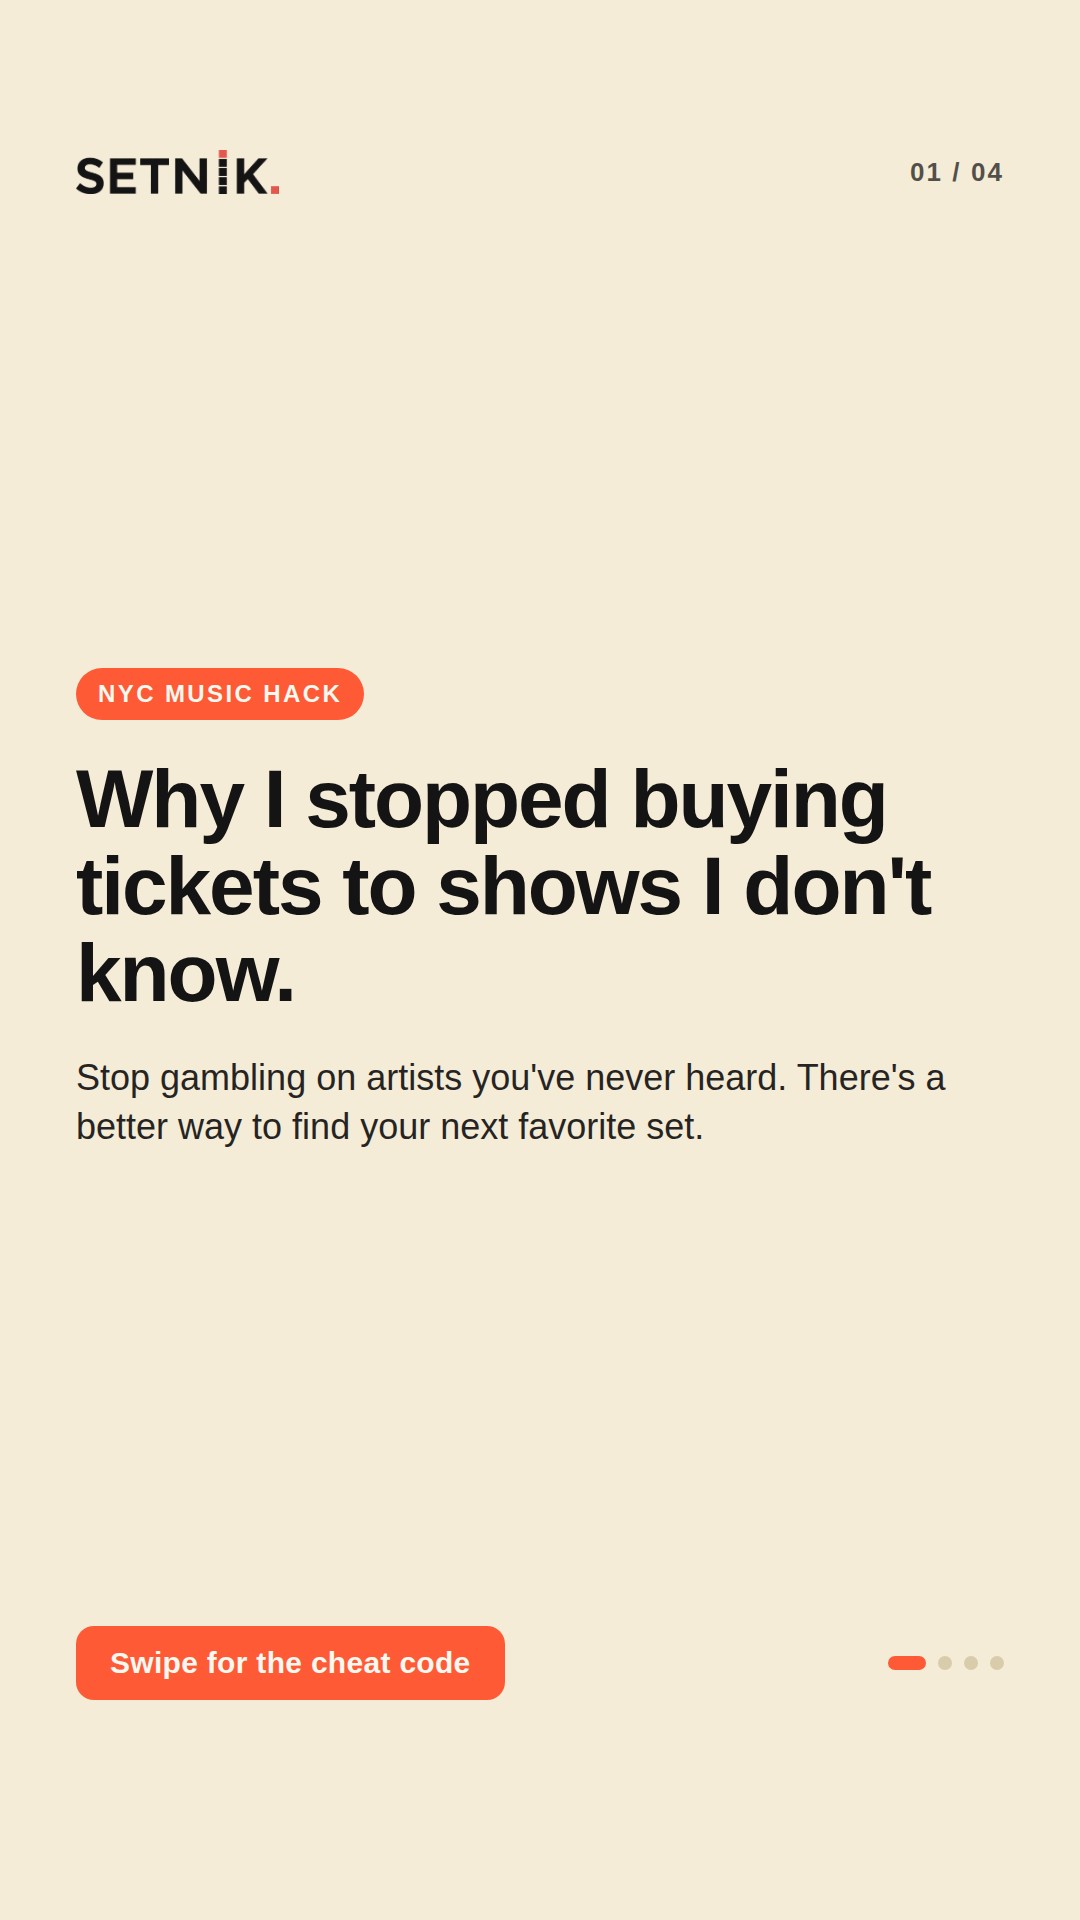 SETNIK.
01 / 04
NYC MUSIC HACK
Why I stopped buying
tickets to shows I don't
know.
Stop gambling on artists you've never heard. There's a
better way to find your next favorite set.
Swipe for the cheat code